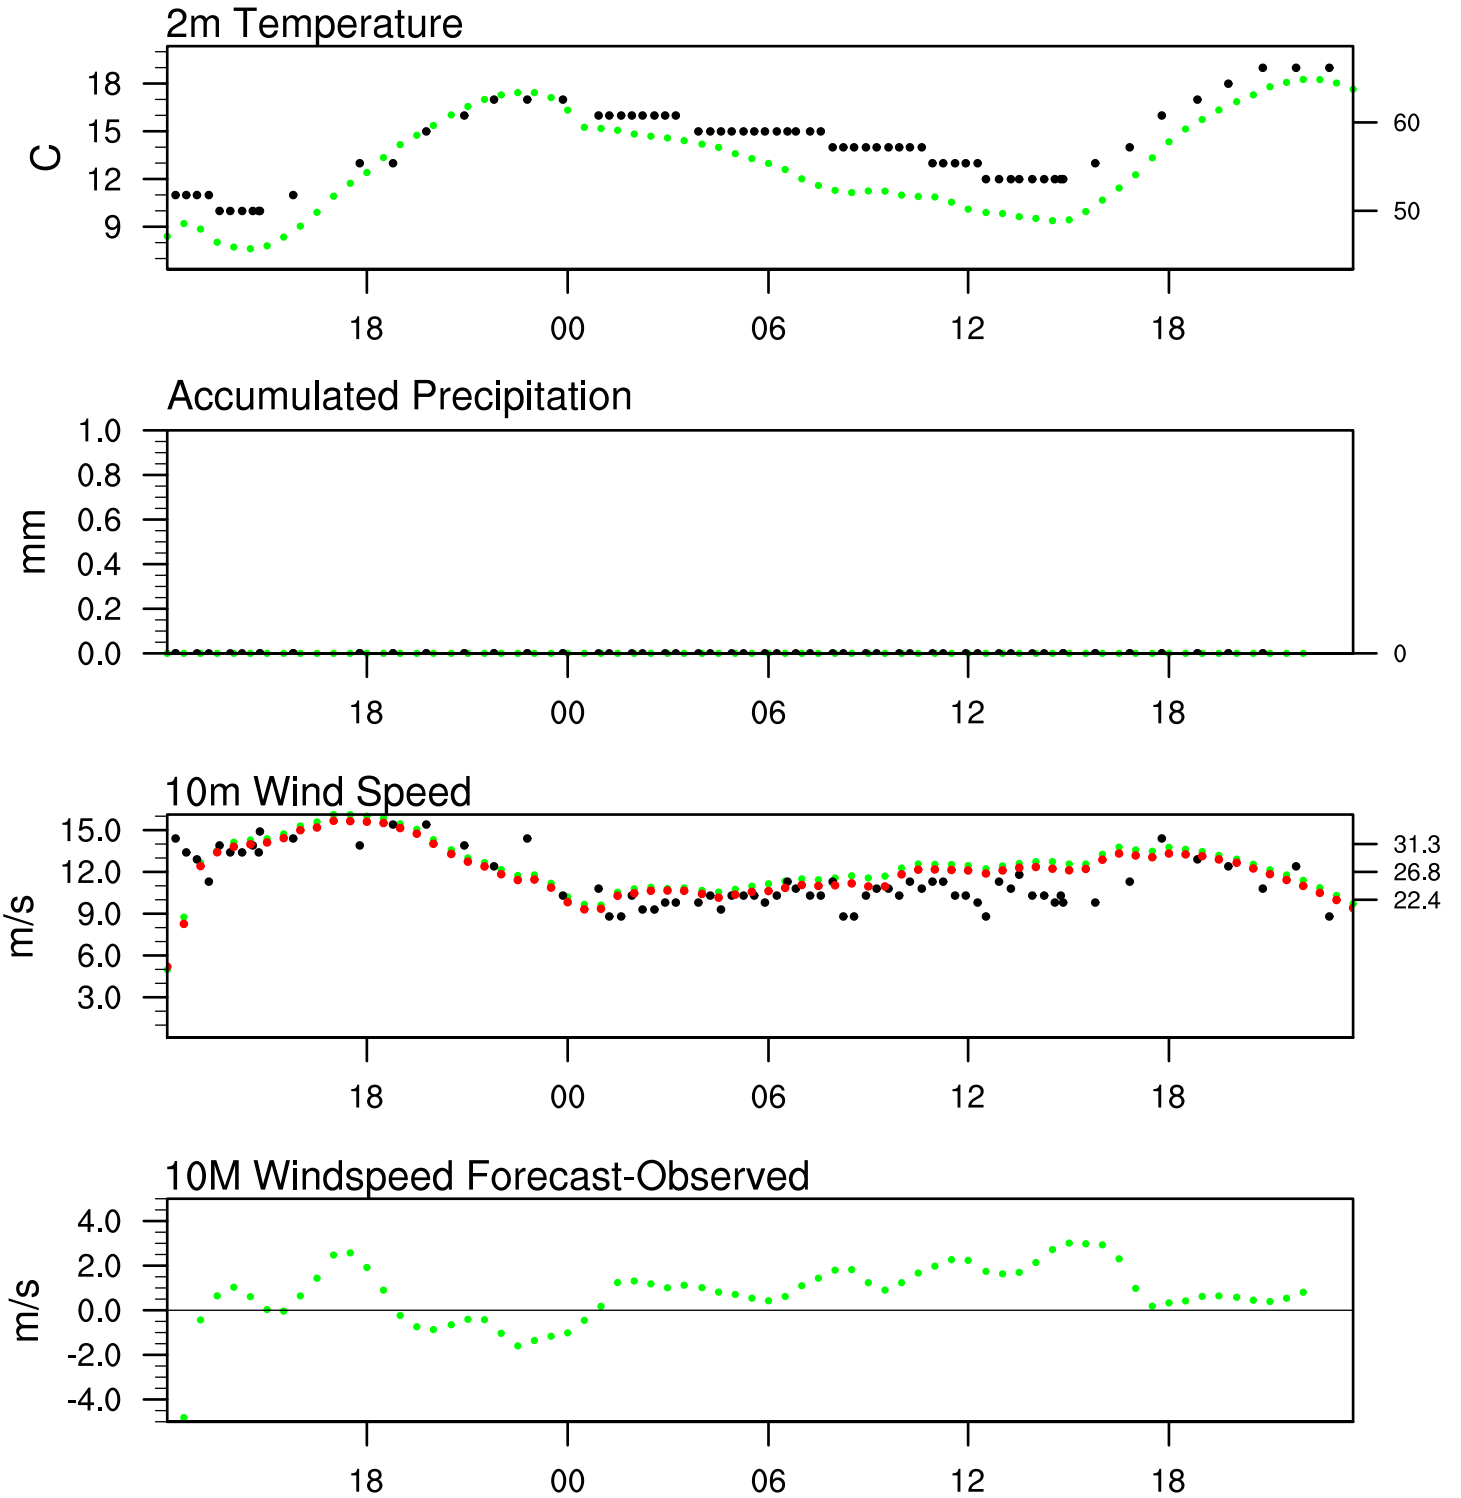 2m Temperature
18
15
12
9
C
60
50
18 00 06 12 18
Accumulated Precipitation
1.0
0.8
0.6
0.4
0.2
0.0
mm
0
18 00 06 12 18
10m Wind Speed
15.0
12.0
9.0
6.0
3.0
m/s
31.3
26.8
22.4
18 00 06 12 18
10M Windspeed Forecast-Observed
4.0
2.0
0.0
-2.0
-4.0
m/s
18 00 06 12 18